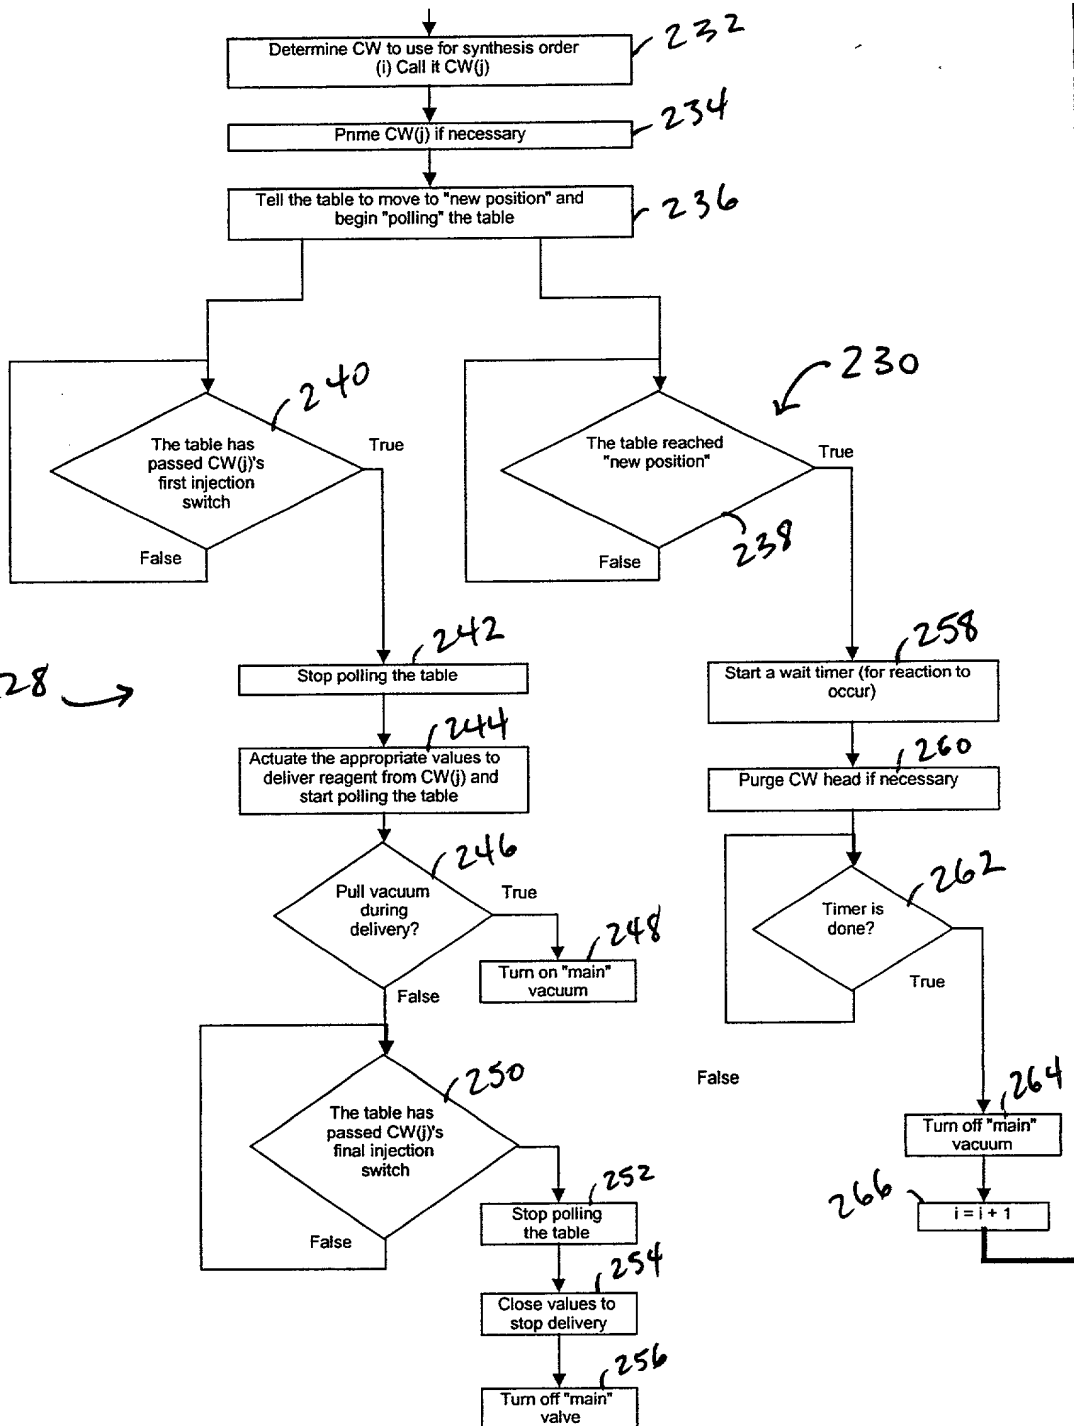 232
Determine CW to use for synthesis order
(i) Call it CW(j)
234
Prime CW(j) if necessary
236
Tell the table to move to "new position" and
begin "polling" the table
230
240
The table has
passed CW(j)'s
first injection
switch
True
False
The table reached
"new position"
True
238
False
28
242
Stop polling the table
244
Actuate the appropriate values to
deliver reagent from CW(j) and
start polling the table
246
Pull vacuum
during
delivery?
True
248
Turn on "main"
vacuum
False
250
The table has
passed CW(j)'s
final injection
switch
False
252
Stop polling
the table
254
Close values to
stop delivery
256
Turn off "main"
valve
258
Start a wait timer (for reaction to
occur)
260
Purge CW head if necessary
262
Timer is
done?
True
False
264
Turn off "main"
vacuum
266
i = i + 1